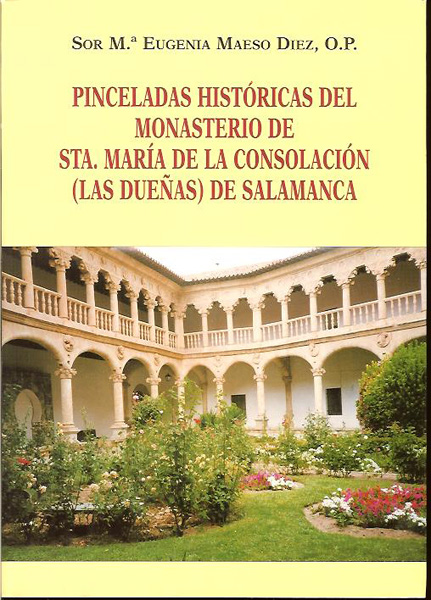 SOR M.ª EUGENIA MAESO DIEZ, O.P.
PINCELADAS HISTÓRICAS DEL
MONASTERIO DE
STA. MARÍA DE LA CONSOLACIÓN
(LAS DUEÑAS) DE SALAMANCA